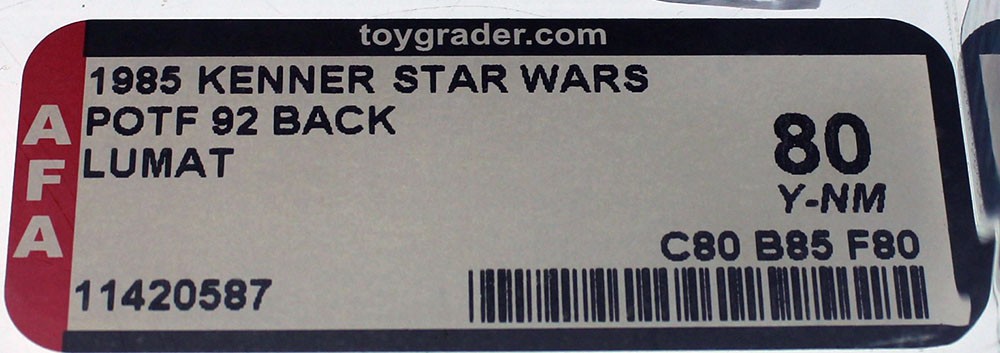 toygrader.com
AFA
1985 KENNER STAR WARS
POTF 92 BACK
LUMAT
80
Y-NM
C80 B85 F80
11420587